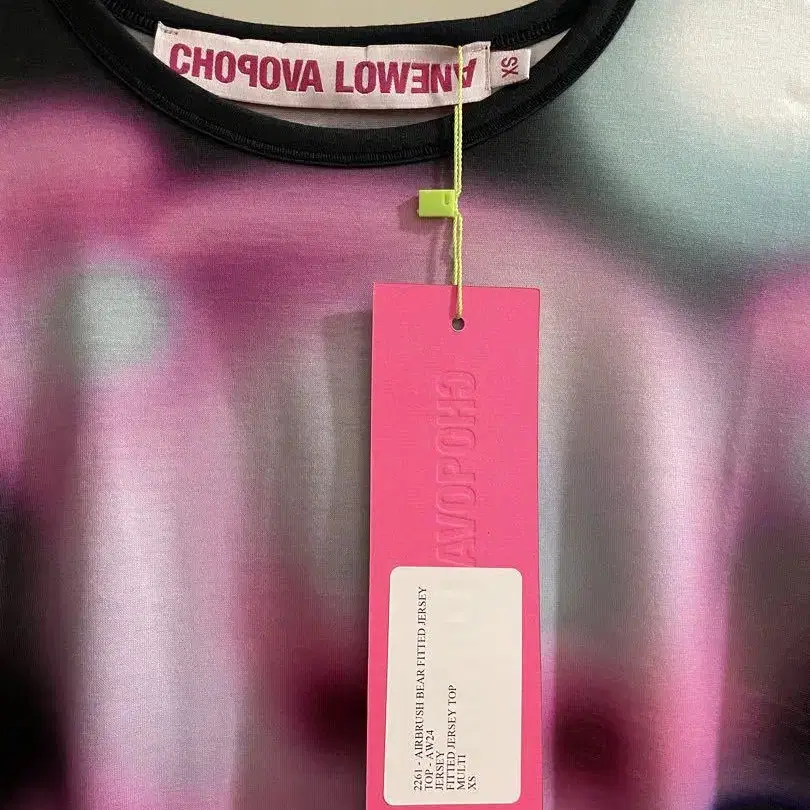 CHOPOVA LOWENA
XS
CHOPOVA
2261 - AIRBRUSH BEAR FITTED JERSEY
TOP - AW24
JERSEY
FITTED JERSEY TOP
MULTI
XS